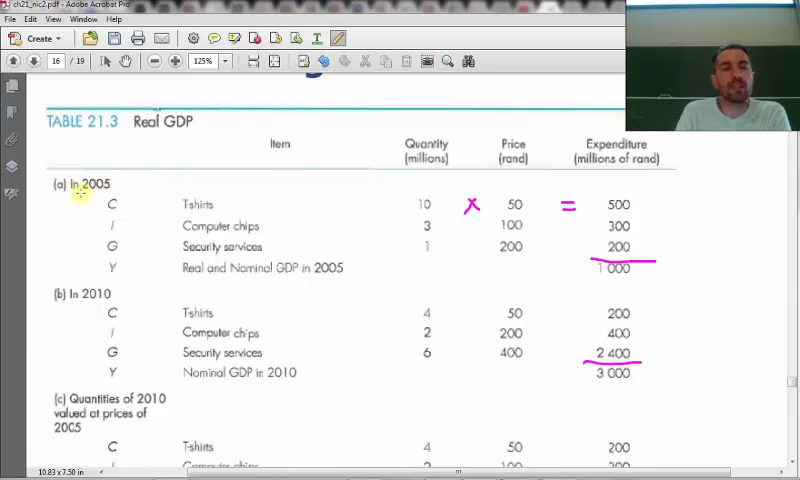 ch21_nic2.pdf - Adobe Acrobat Pro
File Edit View Window Help
Create
16 / 19 125%
TABLE 21.3 Real GDP
Item Quantity (millions) Price (rand) Expenditure (millions of rand)
(a) In 2005
C T-shirts 10 × 50 = 500
I Computer chips 3 100 300
G Security services 1 200 200
Y Real and Nominal GDP in 2005 1 000
(b) In 2010
C T-shirts 4 50 200
I Computer chips 2 200 400
G Security services 6 400 2 400
Y Nominal GDP in 2010 3 000
(c) Quantities of 2010
valued at prices of
2005
C T-shirts 4 50 200
10.83 x 7.50 in